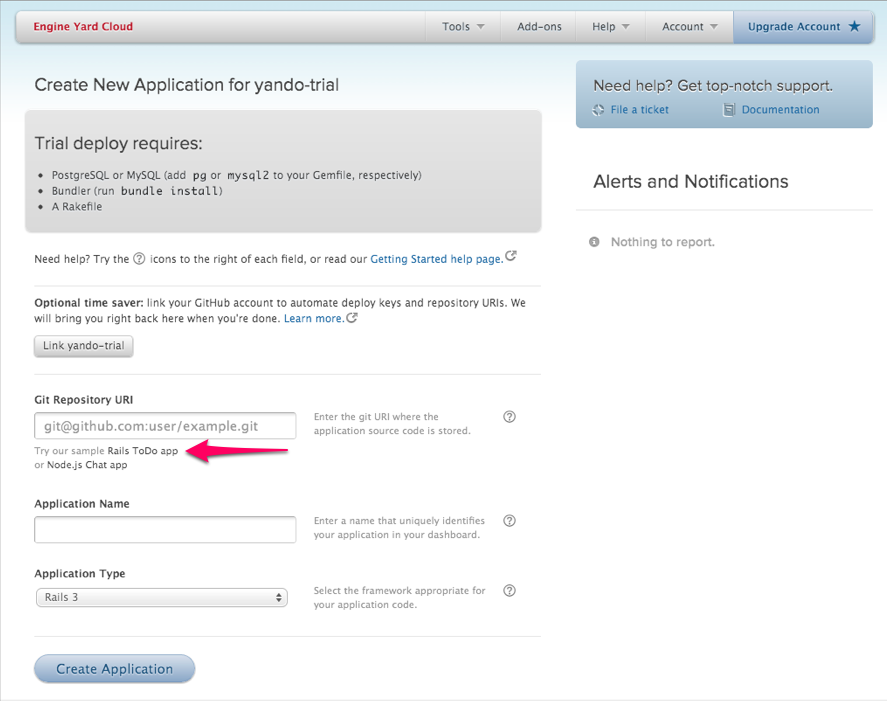 Engine Yard Cloud
Tools
Add-ons
Help
Account
Upgrade Account
Create New Application for yando-trial
Need help? Get top-notch support.
File a ticket
Documentation
Trial deploy requires:
PostgreSQL or MySQL (add pg or mysql2 to your Gemfile, respectively)
Bundler (run bundle install)
A Rakefile
Alerts and Notifications
Nothing to report.
Need help? Try the ? icons to the right of each field, or read our Getting Started help page.
Optional time saver: link your GitHub account to automate deploy keys and repository URIs. We
will bring you right back here when you're done. Learn more.
Link yando-trial
Git Repository URI
git@github.com:user/example.git
Enter the git URI where the
application source code is stored.
?
Try our sample Rails ToDo app
or Node.js Chat app
Application Name
Enter a name that uniquely identifies
your application in your dashboard.
?
Application Type
Rails 3
Select the framework appropriate for
your application code.
?
Create Application